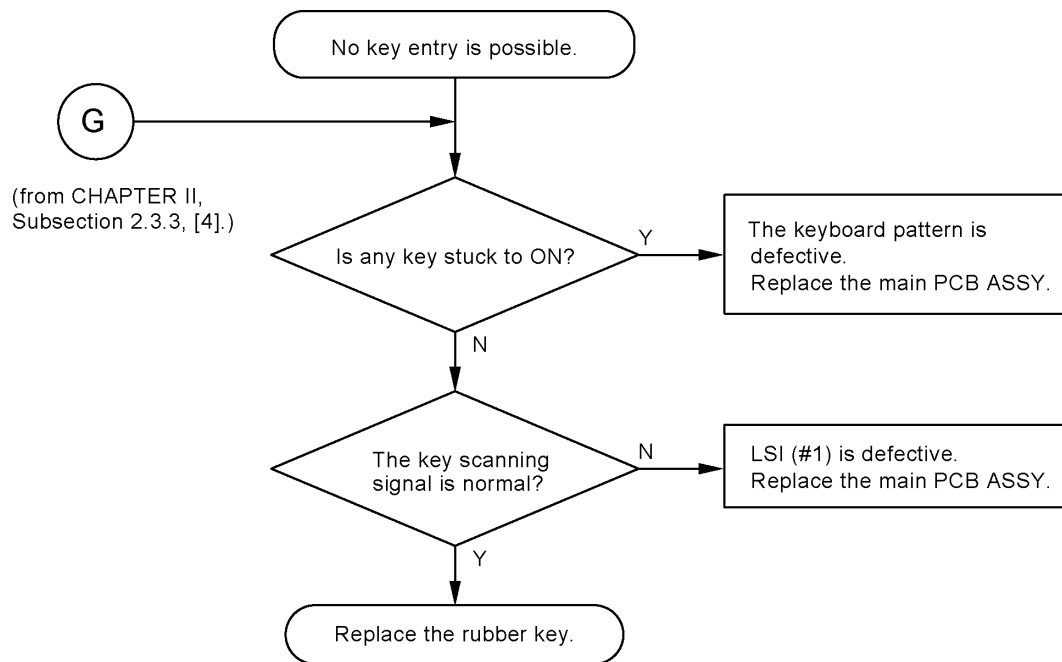 No key entry is possible.
G
(from CHAPTER II,
Subsection 2.3.3, [4].)
Is any key stuck to ON?
Y
The keyboard pattern is
defective.
Replace the main PCB ASSY.
N
The key scanning
signal is normal?
N
LSI (#1) is defective.
Replace the main PCB ASSY.
Y
Replace the rubber key.